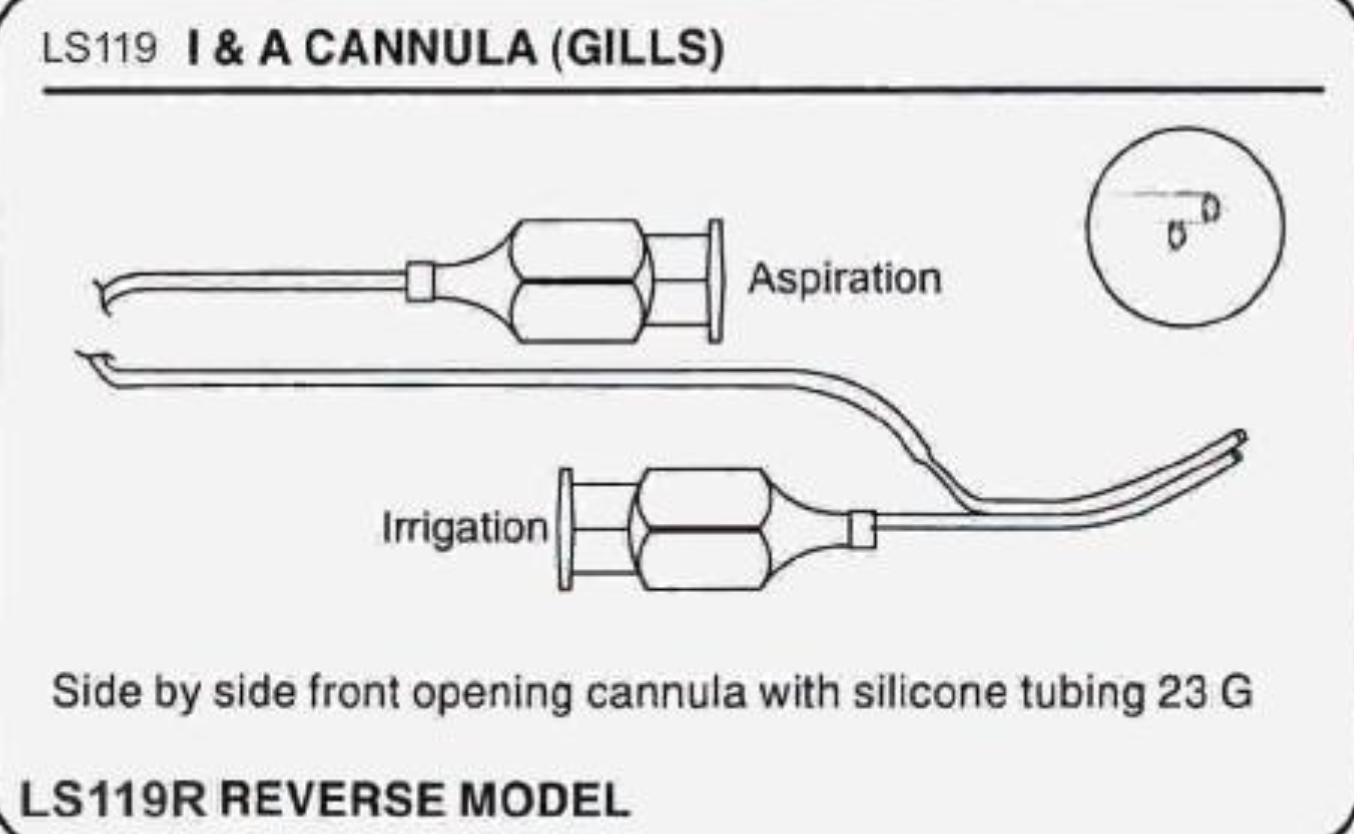 LS119 I & A CANNULA (GILLS)
Aspiration
Irrigation
Side by side front opening cannula with silicone tubing 23 G
LS119R REVERSE MODEL